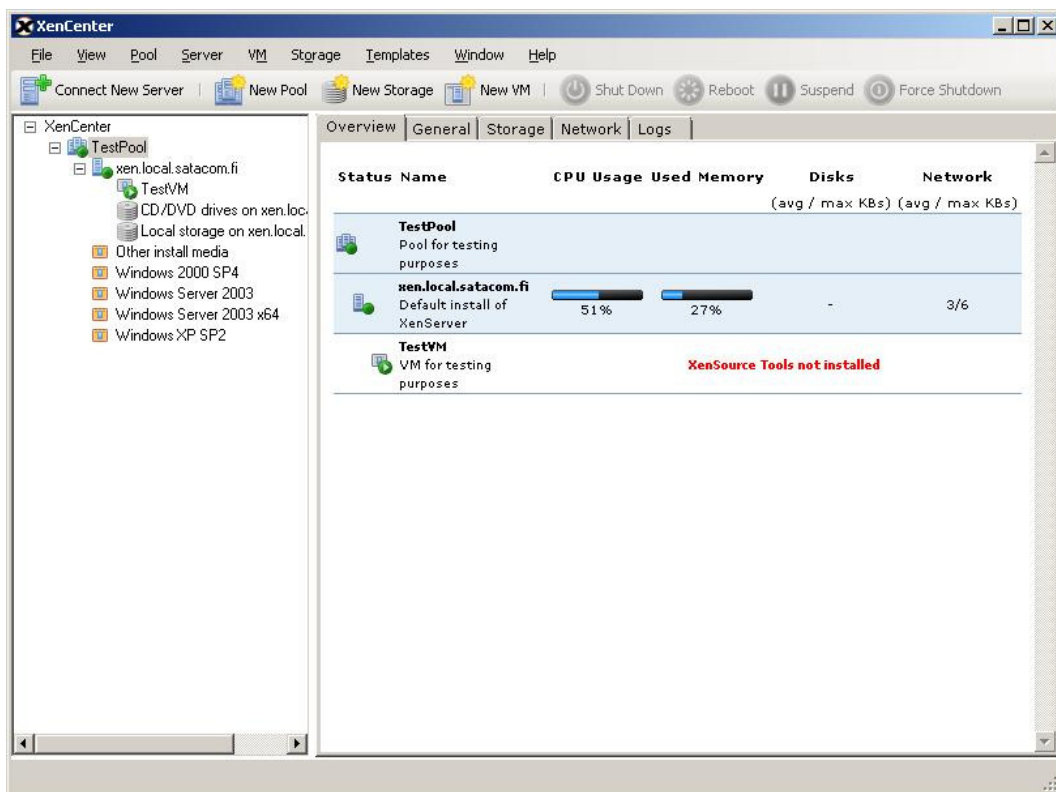 XenCenter
File View Pool Server VM Storage Templates Window Help
Connect New Server New Pool New Storage New VM Shut Down Reboot Suspend Force Shutdown
XenCenter
TestPool
xen.local.satacom.fi
TestVM
CD/DVD drives on xen.loc
Local storage on xen.local.
Other install media
Windows 2000 SP4
Windows Server 2003
Windows Server 2003 x64
Windows XP SP2
Overview General Storage Network Logs
Status Name CPU Usage Used Memory Disks Network
(avg / max KBs) (avg / max KBs)
TestPool
Pool for testing
purposes
xen.local.satacom.fi
Default install of
XenServer
51% 27% - 3/6
TestVM
VM for testing
purposes
XenSource Tools not installed